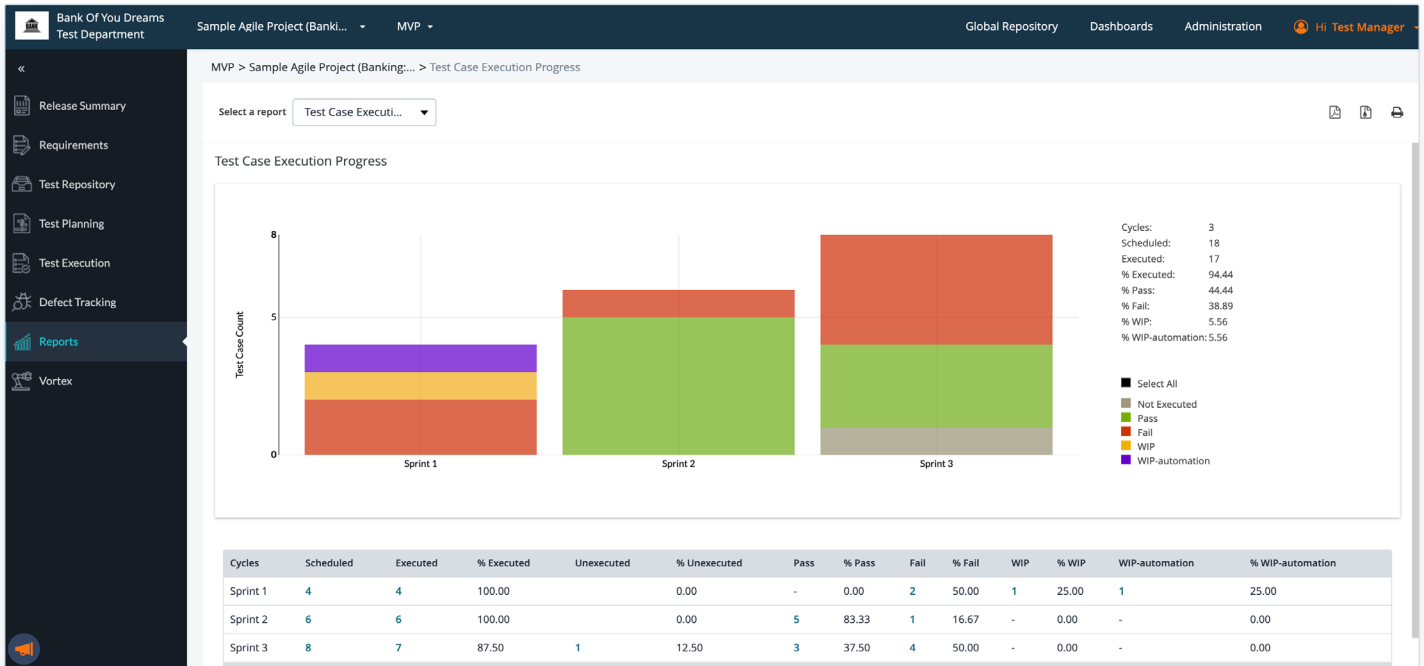 Bank Of You Dreams
Test Department
Sample Agile Project (Banki...
MVP
Global Repository
Dashboards
Administration
Hi Test Manager
«
MVP > Sample Agile Project (Banking:... > Test Case Execution Progress
Release Summary
Requirements
Test Repository
Test Planning
Test Execution
Defect Tracking
Reports
Vortex
Select a report
Test Case Executi...
Test Case Execution Progress
Test Case Count
8
5
0
Sprint 1
Sprint 2
Sprint 3
Cycles: 3
Scheduled: 18
Executed: 17
% Executed: 94.44
% Pass: 44.44
% Fail: 38.89
% WIP: 5.56
% WIP-automation: 5.56
Select All
Not Executed
Pass
Fail
WIP
WIP-automation
Cycles Scheduled Executed % Executed Unexecuted % Unexecuted Pass % Pass Fail % Fail WIP % WIP WIP-automation % WIP-automation
Sprint 1 4 4 100.00 0.00 - 0.00 2 50.00 1 25.00 1 25.00
Sprint 2 6 6 100.00 0.00 5 83.33 1 16.67 - 0.00 - 0.00
Sprint 3 8 7 87.50 1 12.50 3 37.50 4 50.00 - 0.00 - 0.00